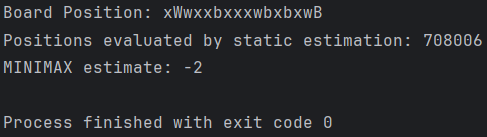 Board Position: xWwxxbxxxwbxbxwB
Positions evaluated by static estimation: 708006
MINIMAX estimate: -2
Process finished with exit code 0